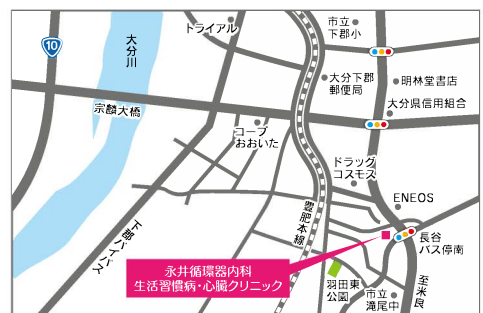 トライアル
市立
下郡小
10
大分川
大分下郡
郵便局
明林堂書店
大分県信用組合
宗麟大橋
コープ
おおいた
ドラッグ
コスモス
ENEOS
下郡バイパス
豊肥本線
長谷
バス停南
永井循環器内科
生活習慣病・心臓クリニック
羽田東
公園
市立
滝尾中
至米良